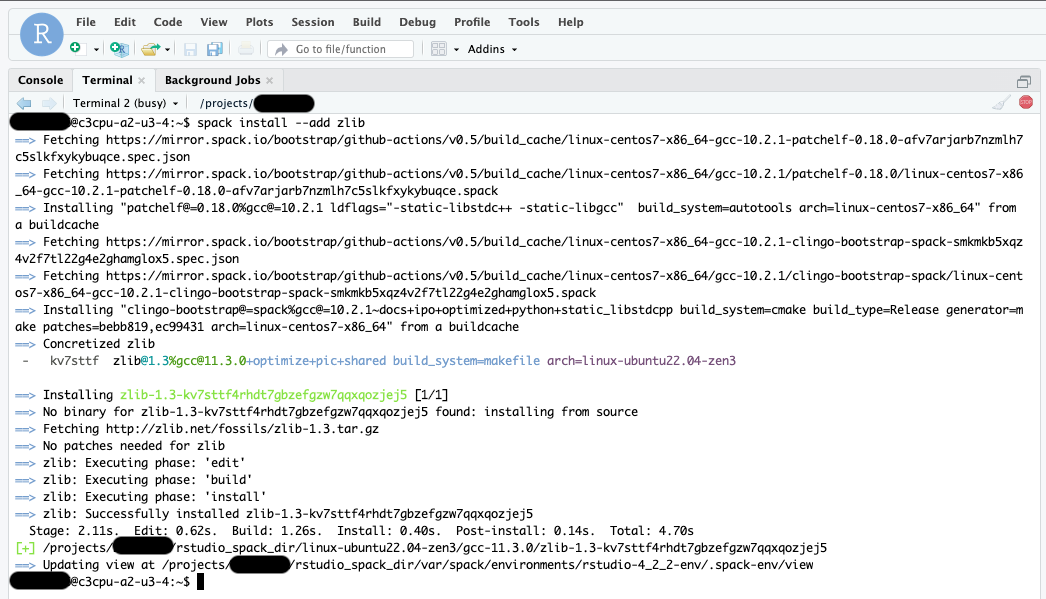 R
File Edit Code View Plots Session Build Debug Profile Tools Help
Go to file/function Addins
Console Terminal Background Jobs
Terminal 2 (busy) /projects/ STOP
@c3cpu-a2-u3-4:~$ spack install --add zlib
==> Fetching https://mirror.spack.io/bootstrap/github-actions/v0.5/build_cache/linux-centos7-x86_64-gcc-10.2.1-patchelf-0.18.0-afv7arjarb7nzmlh7
c5slkfxykybuqce.spec.json
==> Fetching https://mirror.spack.io/bootstrap/github-actions/v0.5/build_cache/linux-centos7-x86_64/gcc-10.2.1/patchelf-0.18.0/linux-centos7-x86
_64-gcc-10.2.1-patchelf-0.18.0-afv7arjarb7nzmlh7c5slkfxykybuqce.spack
==> Installing "patchelf@=0.18.0%gcc@=10.2.1 ldflags="-static-libstdc++ -static-libgcc"  build_system=autotools arch=linux-centos7-x86_64" from
a buildcache
==> Fetching https://mirror.spack.io/bootstrap/github-actions/v0.5/build_cache/linux-centos7-x86_64-gcc-10.2.1-clingo-bootstrap-spack-smkmkb5xqz
4v2f7tl22g4e2ghamglox5.spec.json
==> Fetching https://mirror.spack.io/bootstrap/github-actions/v0.5/build_cache/linux-centos7-x86_64/gcc-10.2.1/clingo-bootstrap-spack/linux-cent
os7-x86_64-gcc-10.2.1-clingo-bootstrap-spack-smkmkb5xqz4v2f7tl22g4e2ghamglox5.spack
==> Installing "clingo-bootstrap@=spack%gcc@=10.2.1~docs+ipo+optimized+python+static_libstdcpp build_system=cmake build_type=Release generator=m
ake patches=bebb819,ec99431 arch=linux-centos7-x86_64" from a buildcache
==> Concretized zlib
 -   kv7sttf  zlib@1.3%gcc@11.3.0+optimize+pic+shared build_system=makefile arch=linux-ubuntu22.04-zen3
==> Installing zlib-1.3-kv7sttf4rhdt7gbzefgzw7qqxqozjej5 [1/1]
==> No binary for zlib-1.3-kv7sttf4rhdt7gbzefgzw7qqxqozjej5 found: installing from source
==> Fetching http://zlib.net/fossils/zlib-1.3.tar.gz
==> No patches needed for zlib
==> zlib: Executing phase: 'edit'
==> zlib: Executing phase: 'build'
==> zlib: Executing phase: 'install'
==> zlib: Successfully installed zlib-1.3-kv7sttf4rhdt7gbzefgzw7qqxqozjej5
  Stage: 2.11s.  Edit: 0.62s.  Build: 1.26s.  Install: 0.40s.  Post-install: 0.14s.  Total: 4.70s
[+] /projects/ /rstudio_spack_dir/linux-ubuntu22.04-zen3/gcc-11.3.0/zlib-1.3-kv7sttf4rhdt7gbzefgzw7qqxqozjej5
==> Updating view at /projects/ /rstudio_spack_dir/var/spack/environments/rstudio-4_2_2-env/.spack-env/view
@c3cpu-a2-u3-4:~$